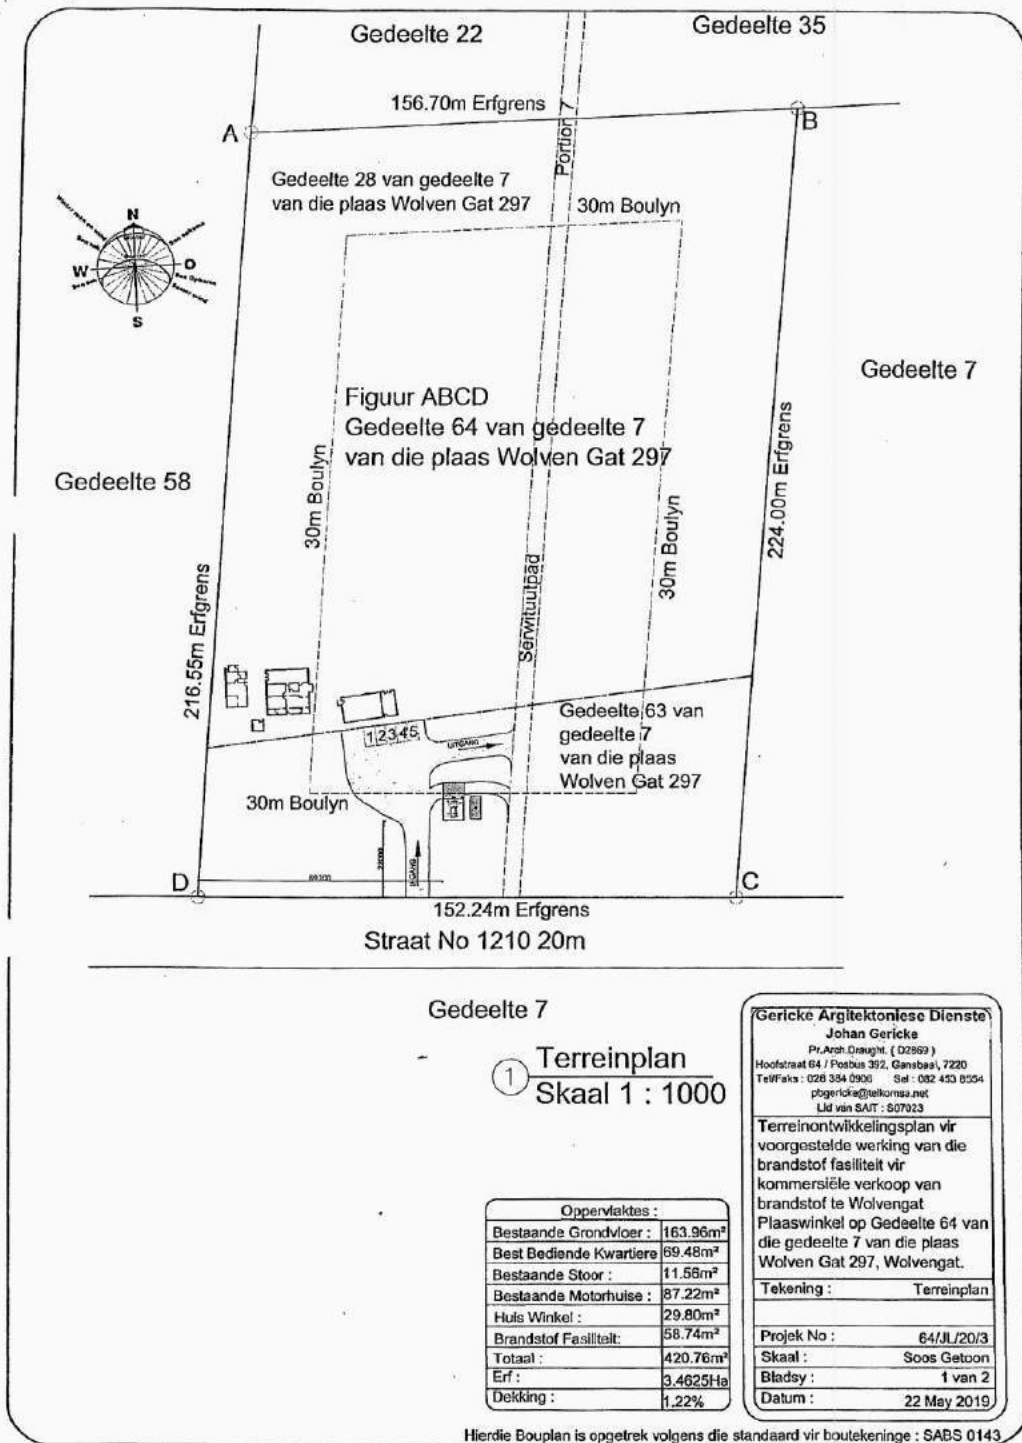 Gedeelte 22
Gedeelte 35
156.70m Erfgrens
A
B
Portion 7
Gedeelte 28 van gedeelte 7
van die plaas Wolven Gat 297
30m Boulyn
N
W
O
S
Gedeelte 7
Figuur ABCD
Gedeelte 64 van gedeelte 7
van die plaas Wolven Gat 297
Gedeelte 58
30m Boulyn
30m Boulyn
224.00m Erfgrens
216.55m Erfgrens
Serwituutpad
Gedeelte 63 van
gedeelte 7
van die plaas
Wolven Gat 297
1 2 3 4 5
UITGANG
30m Boulyn
INGANG
D
C
152.24m Erfgrens
Straat No 1210 20m
Gedeelte 7
1
Terreinplan
Skaal 1 : 1000
Gericke Argitektoniese Dienste
Johan Gericke
Pr.Arch.Draught. ( D2869 )
Hoofstraat 64 / Posbus 392, Gansbaai, 7220
Tel/Faks : 028 384 0906 Sel : 082 453 8554
pbgericke@telkomsa.net
Lid van SAIT : S07023
Terreinontwikkelingsplan vir
voorgestelde werking van die
brandstof fasiliteit vir
kommersiële verkoop van
brandstof te Wolvengat
Plaaswinkel op Gedeelte 64 van
die gedeelte 7 van die plaas
Wolven Gat 297, Wolvengat.
Tekening : Terreinplan
Projek No : 64/JL/20/3
Skaal : Soos Getoon
Bladsy : 1 van 2
Datum : 22 May 2019
Oppervlaktes :
Bestaande Grondvloer : 163.96m²
Best Bediende Kwartiere 69.48m²
Bestaande Stoor : 11.56m²
Bestaande Motorhuise : 87.22m²
Huis Winkel : 29.80m²
Brandstof Fasiliteit: 58.74m²
Totaal : 420.76m²
Erf : 3.4625Ha
Dekking : 1.22%
Hierdie Bouplan is opgetrek volgens die standaard vir boutekeninge : SABS 0143